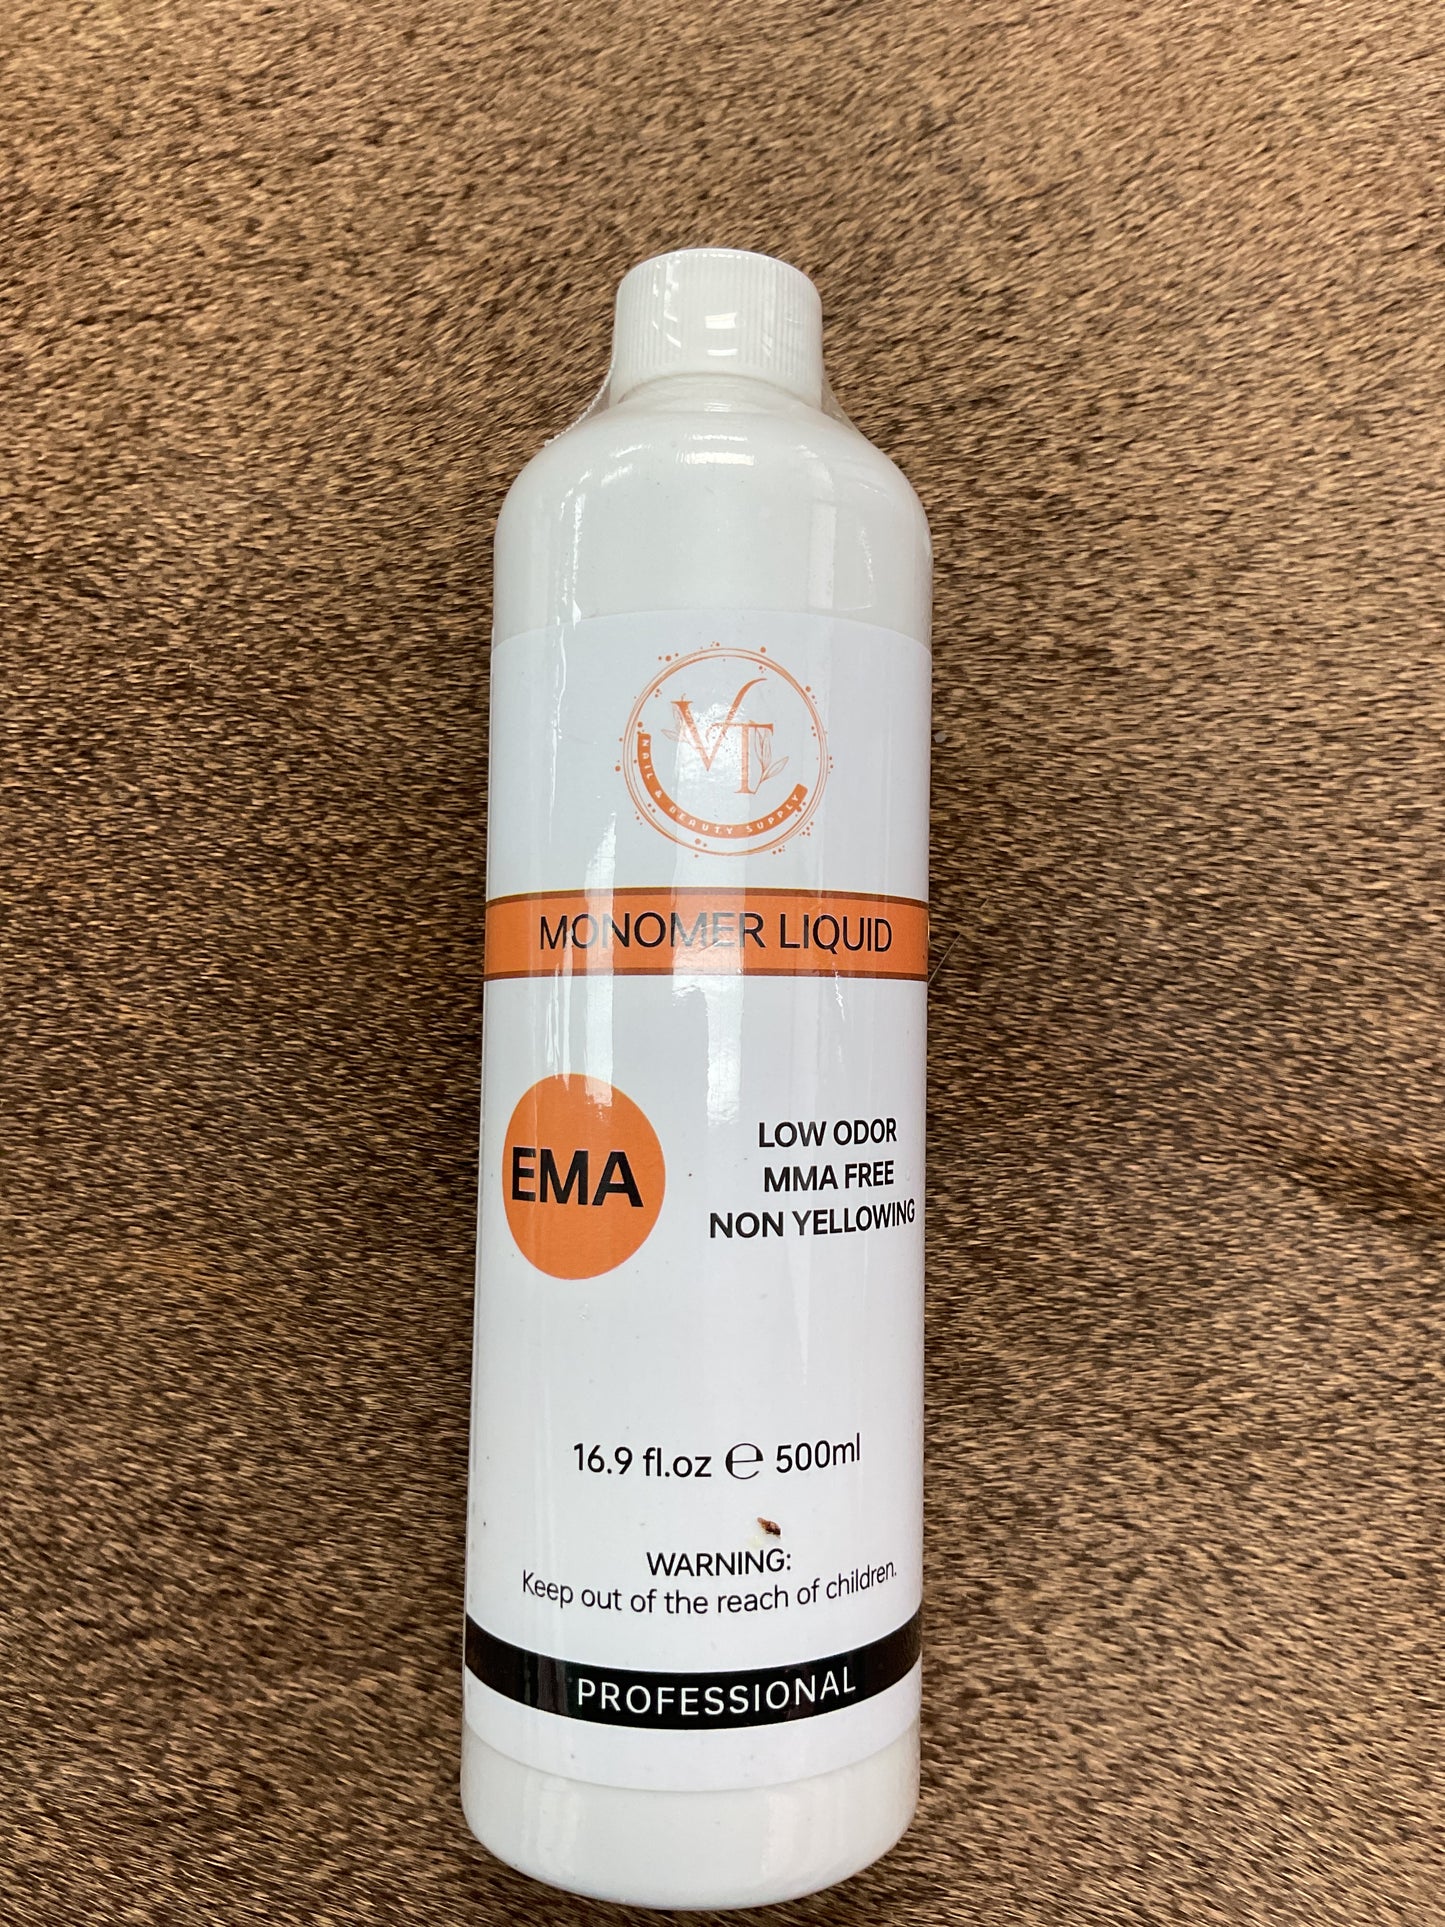 VT
NAIL & BEAUTY SUPPLY
MONOMER LIQUID
EMA
LOW ODOR
MMA FREE
NON YELLOWING
16.9 fl.oz ℮ 500ml
WARNING:
Keep out of the reach of children.
PROFESSIONAL